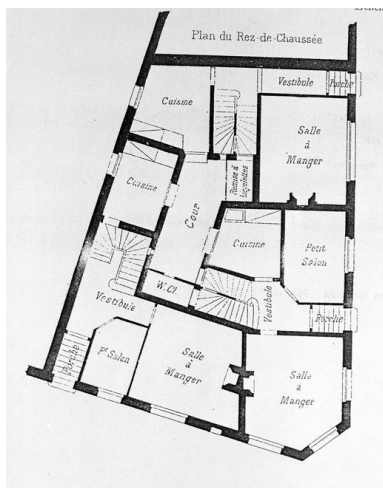 Plan du Rez-de-Chaussée
Vestibule
Porche
Cuisine
Salle
à
Manger
Remise à
bicyclettes
Cuisine
Cour
Cuisine
Petit
Salon
W. Cl.
Vestibule
Vestibule
Porche
Porche
Pt Salon
Salle
à
Manger
Salle
à
Manger